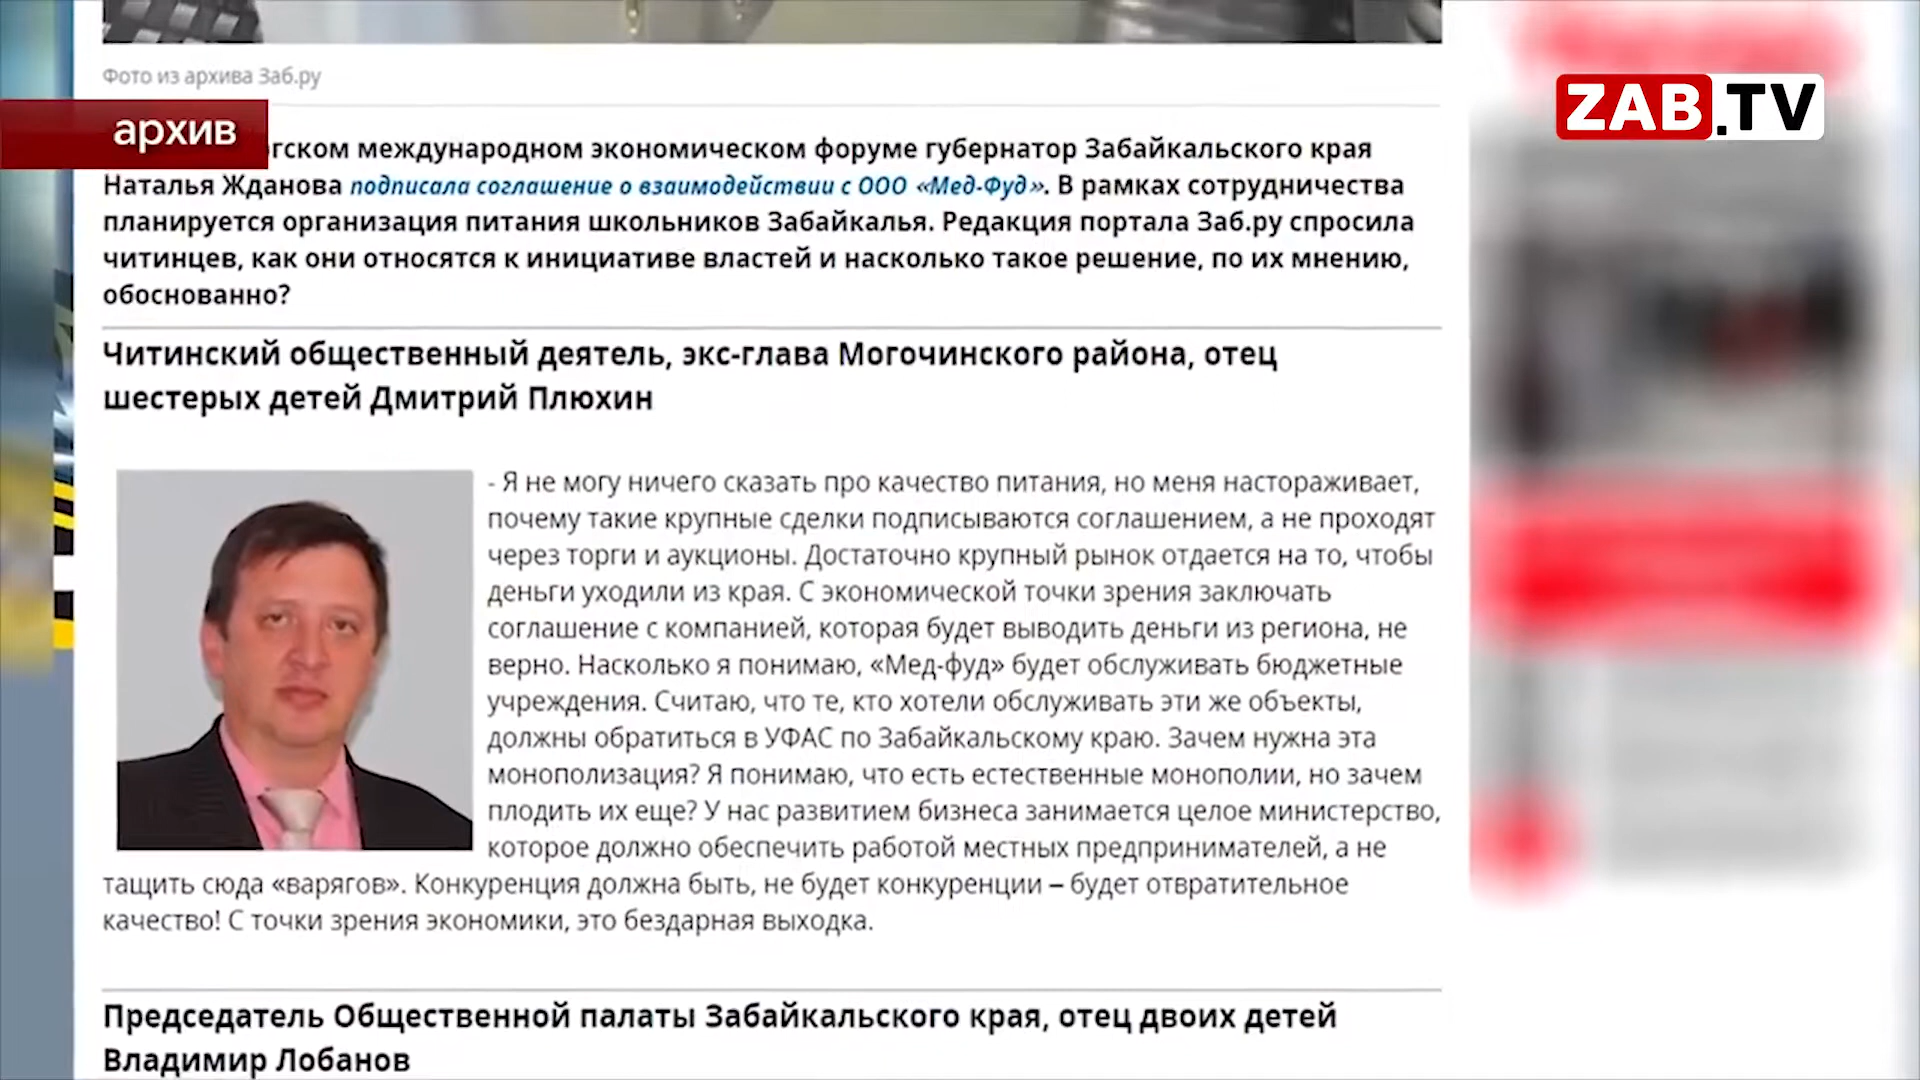 Фото из архива Заб.ру
архив
ZAB.TV
международном экономическом форуме губернатор Забайкальского края
Наталья Жданова подписала соглашение о взаимодействии с ООО «Мед-Фуд». В рамках сотрудничества
планируется организация питания школьников Забайкалья. Редакция портала Заб.ру спросила
читинцев, как они относятся к инициативе властей и насколько такое решение, по их мнению,
обоснованно?
Читинский общественный деятель, экс-глава Могочинского района, отец
шестерых детей Дмитрий Плюхин
- Я не могу ничего сказать про качество питания, но меня настораживает,
почему такие крупные сделки подписываются соглашением, а не проходят
через торги и аукционы. Достаточно крупный рынок отдается на то, чтобы
деньги уходили из края. С экономической точки зрения заключать
соглашение с компанией, которая будет выводить деньги из региона, не
верно. Насколько я понимаю, «Мед-фуд» будет обслуживать бюджетные
учреждения. Считаю, что те, кто хотели обслуживать эти же объекты,
должны обратиться в УФАС по Забайкальскому краю. Зачем нужна эта
монополизация? Я понимаю, что есть естественные монополии, но зачем
плодить их еще? У нас развитием бизнеса занимается целое министерство,
которое должно обеспечить работой местных предпринимателей, а не
тащить сюда «варягов». Конкуренция должна быть, не будет конкуренции – будет отвратительное
качество! С точки зрения экономики, это бездарная выходка.
Председатель Общественной палаты Забайкальского края, отец двоих детей
Владимир Лобанов